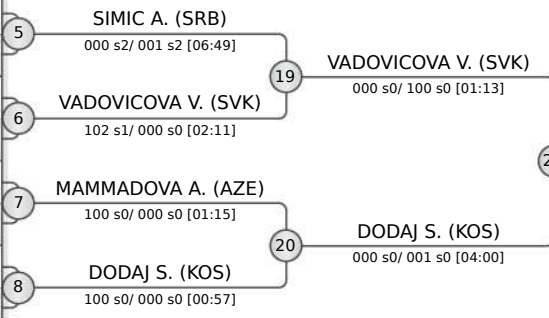 5
SIMIC A. (SRB)
000 s2/ 001 s2 [06:49]
19
VADOVICOVA V. (SVK)
000 s0/ 100 s0 [01:13]
6
VADOVICOVA V. (SVK)
102 s1/ 000 s0 [02:11]
7
MAMMADOVA A. (AZE)
100 s0/ 000 s0 [01:15]
20
DODAJ S. (KOS)
000 s0/ 001 s0 [04:00]
8
DODAJ S. (KOS)
100 s0/ 000 s0 [00:57]